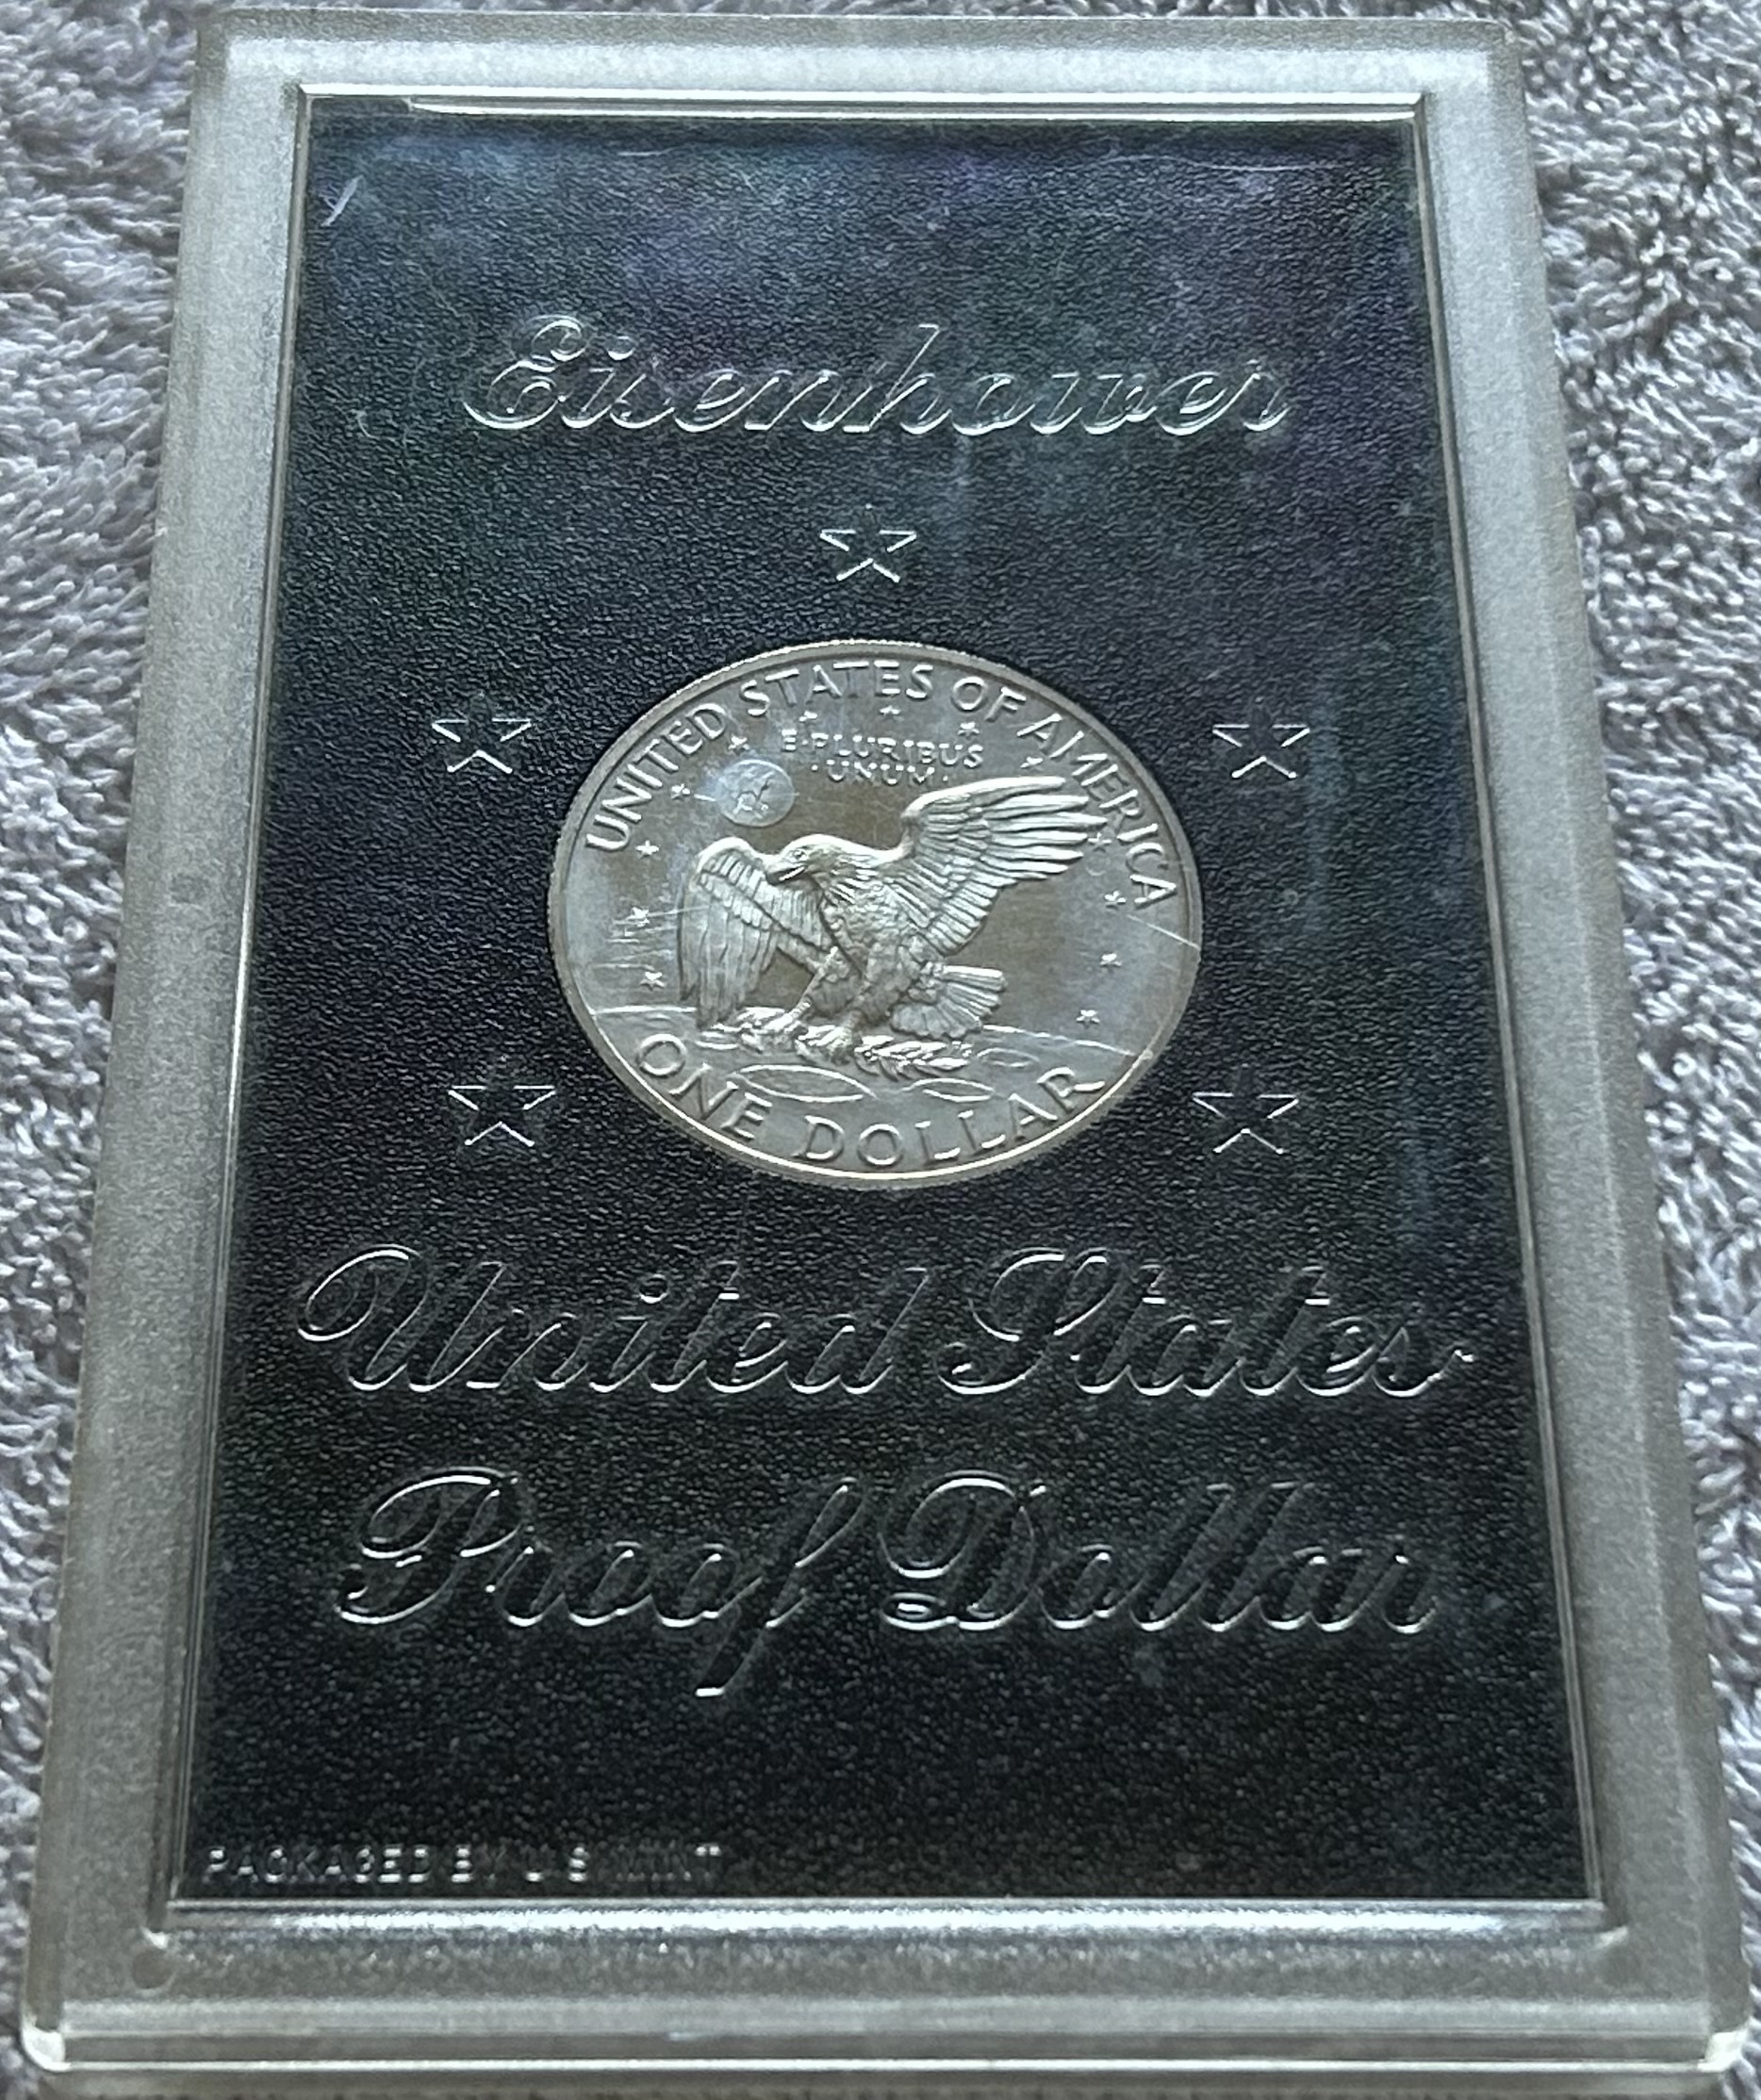 Eisenhower
UNITED STATES OF AMERICA
E·PLURIBUS
·UNUM·
ONE DOLLAR
United States
Proof Dollar
PACKAGED BY U S MINT